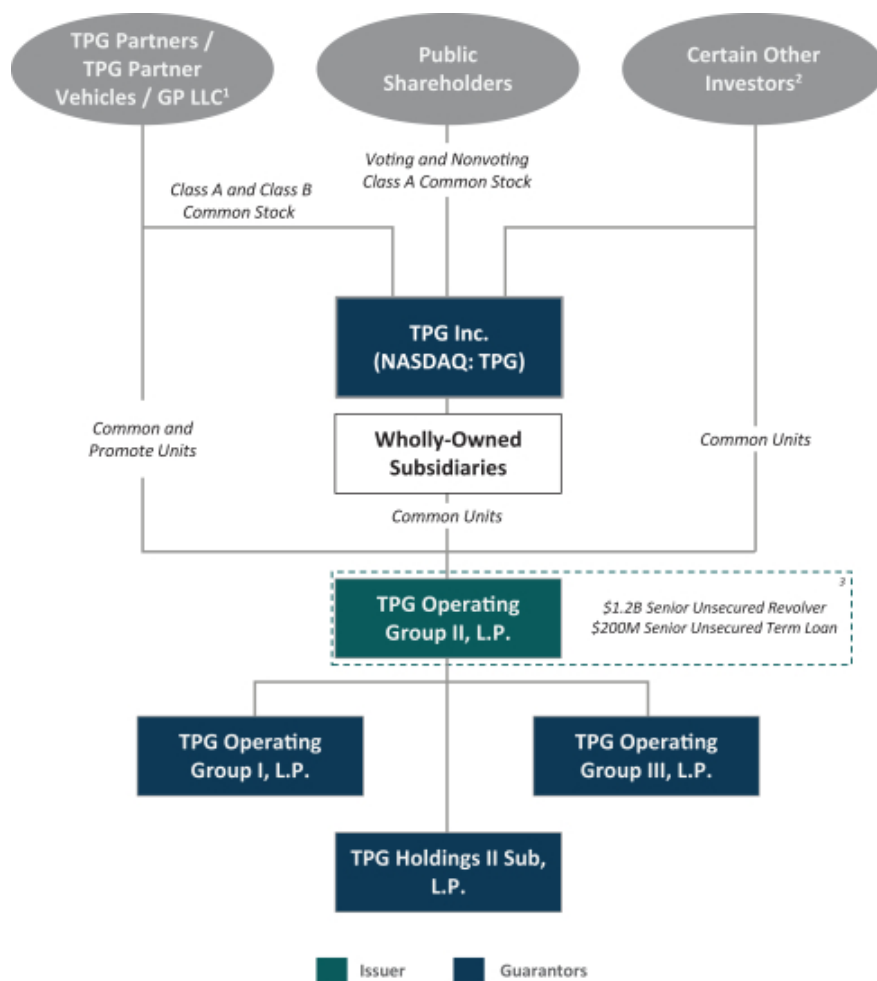 TPG Partners /
TPG Partner
Vehicles / GP LLC¹
Public
Shareholders
Certain Other
Investors²
Voting and Nonvoting
Class A Common Stock
Class A and Class B
Common Stock
TPG Inc.
(NASDAQ: TPG)
Common and
Promote Units
Wholly-Owned
Subsidiaries
Common Units
Common Units
TPG Operating
Group II, L.P.
3
$1.2B Senior Unsecured Revolver
$200M Senior Unsecured Term Loan
TPG Operating
Group I, L.P.
TPG Operating
Group III, L.P.
TPG Holdings II Sub,
L.P.
Issuer
Guarantors